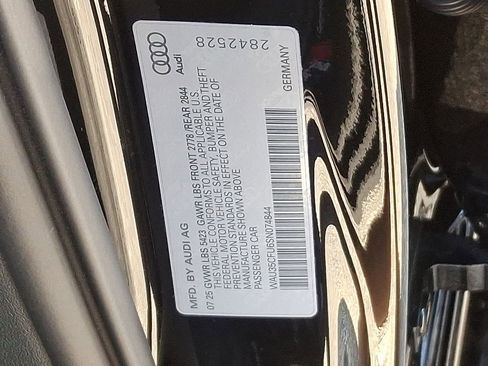 MFD. BY AUDI AG
07 25 GVWR LBS 5423 GAWR LBS FRONT 2778 /REAR 2844
THIS VEHICLE CONFORMS TO ALL APPLICABLE U.S.
FEDERAL MOTOR VEHICLE SAFETY, BUMPER AND THEFT
PREVENTION STANDARDS IN EFFECT ON THE DATE OF
MANUFACTURE SHOWN ABOVE
PASSENGER CAR
WAU35CFU6SN074844
GERMANY
Audi
2842528